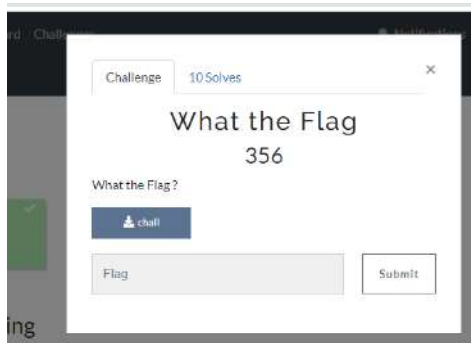 Challenge
10 Solves
×
What the Flag
356
What the Flag ?
chall
Flag
Submit
ing